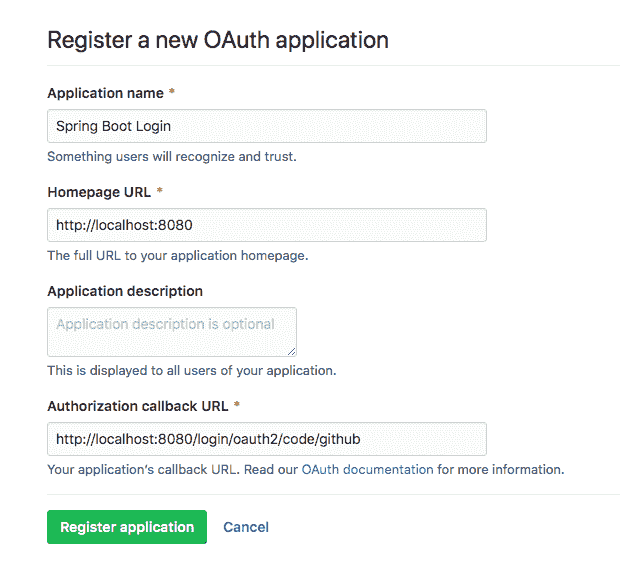 Register a new OAuth application
Application name *
Spring Boot Login
Something users will recognize and trust.
Homepage URL *
http://localhost:8080
The full URL to your application homepage.
Application description
Application description is optional
This is displayed to all users of your application.
Authorization callback URL *
http://localhost:8080/login/oauth2/code/github
Your application's callback URL. Read our OAuth documentation for more information.
Register application Cancel